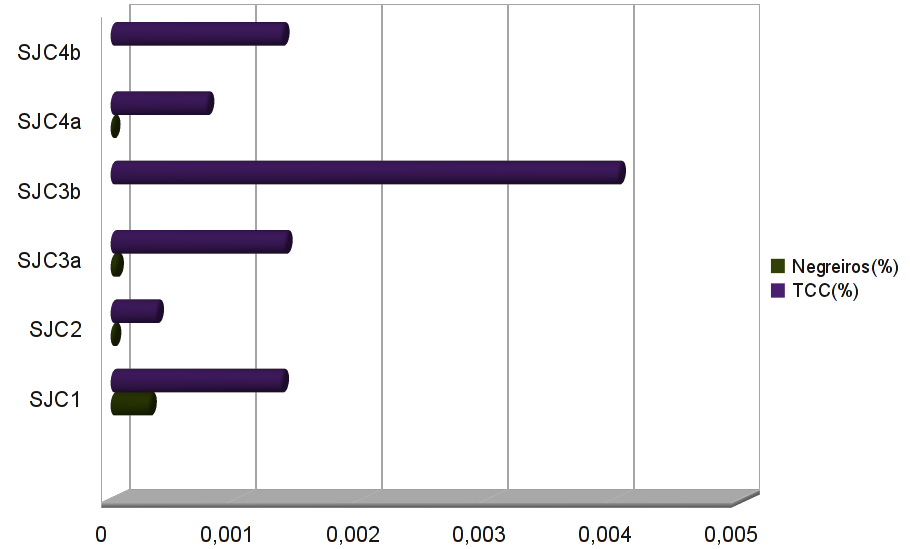 SJC4b
SJC4a
SJC3b
SJC3a
SJC2
SJC1
Negreiros(%)
TCC(%)
0 0,001 0,002 0,003 0,004 0,005